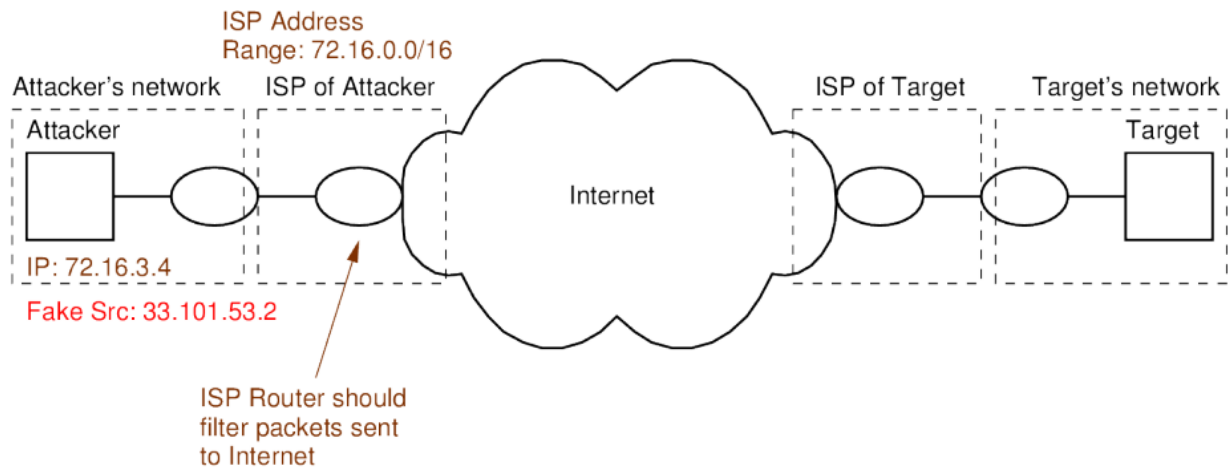 ISP Address
Range: 72.16.0.0/16
Attacker's network
ISP of Attacker
ISP of Target
Target's network
Attacker
Target
Internet
IP: 72.16.3.4
Fake Src: 33.101.53.2
ISP Router should
filter packets sent
to Internet